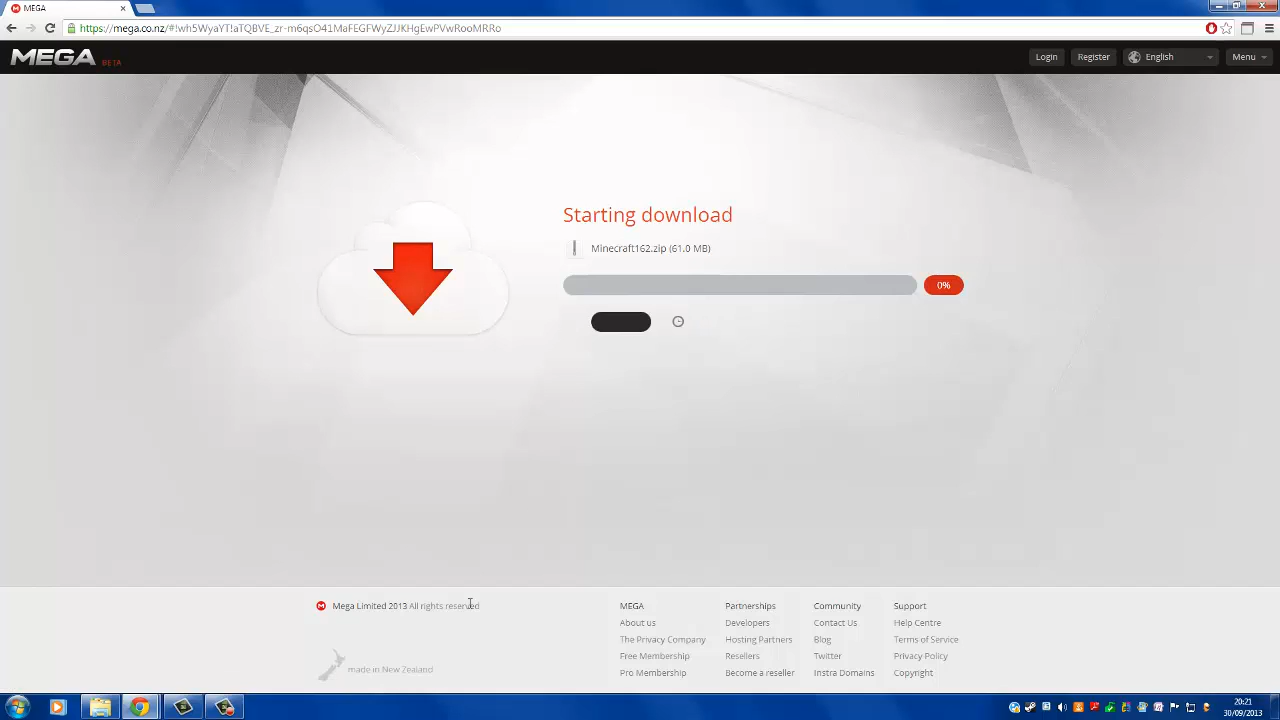 MEGA
https://mega.co.nz/#!wh5WyaYT!aTQBVE_zr-m6qsO41MaFEGFWyZJJKHgEwPVwRooMRRo
MEGA BETA
Login Register English Menu
Starting download
Minecraft162.zip (61.0 MB)
0%
Mega Limited 2013 All rights reserved
made in New Zealand
MEGA
About us
The Privacy Company
Free Membership
Pro Membership
Partnerships
Developers
Hosting Partners
Resellers
Become a reseller
Community
Contact Us
Blog
Twitter
Instra Domains
Support
Help Centre
Terms of Service
Privacy Policy
Copyright
20:21
30/09/2013